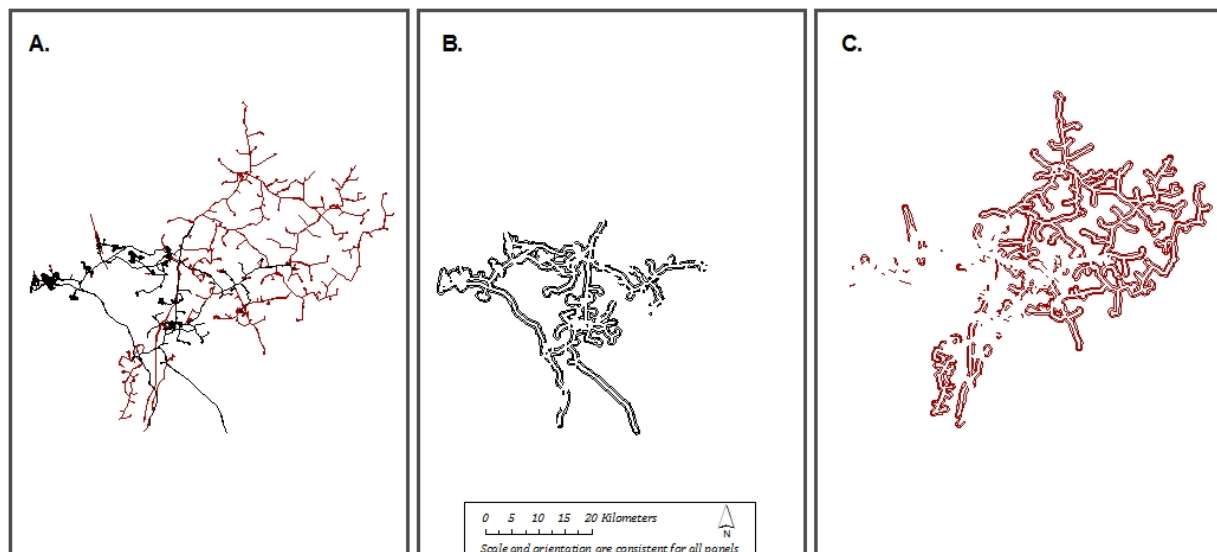 A.
B.
C.
0 5 10 15 20 Kilometers
N
Scale and orientation are consistent for all panels